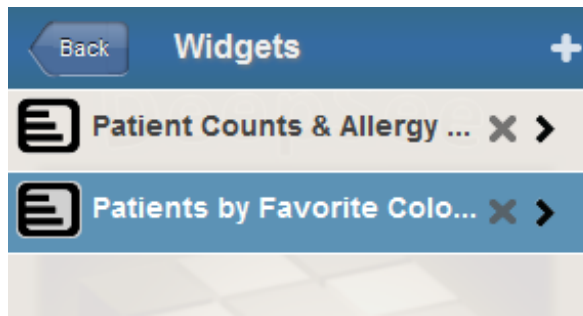 Back
Widgets
Patient Counts & Allergy ...
Patients by Favorite Colo...